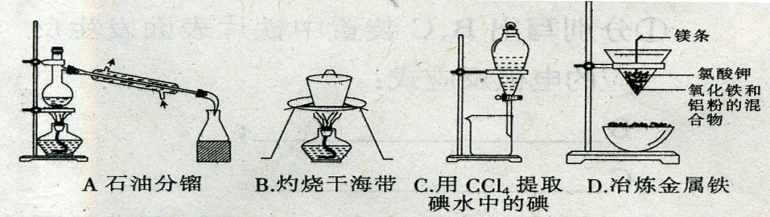 镁条
氯酸钾
氧化铁和
铝粉的混
合物
A 石油分馏 B.灼烧干海带 C.用 CCl₄ 提取
碘水中的碘 D.冶炼金属铁